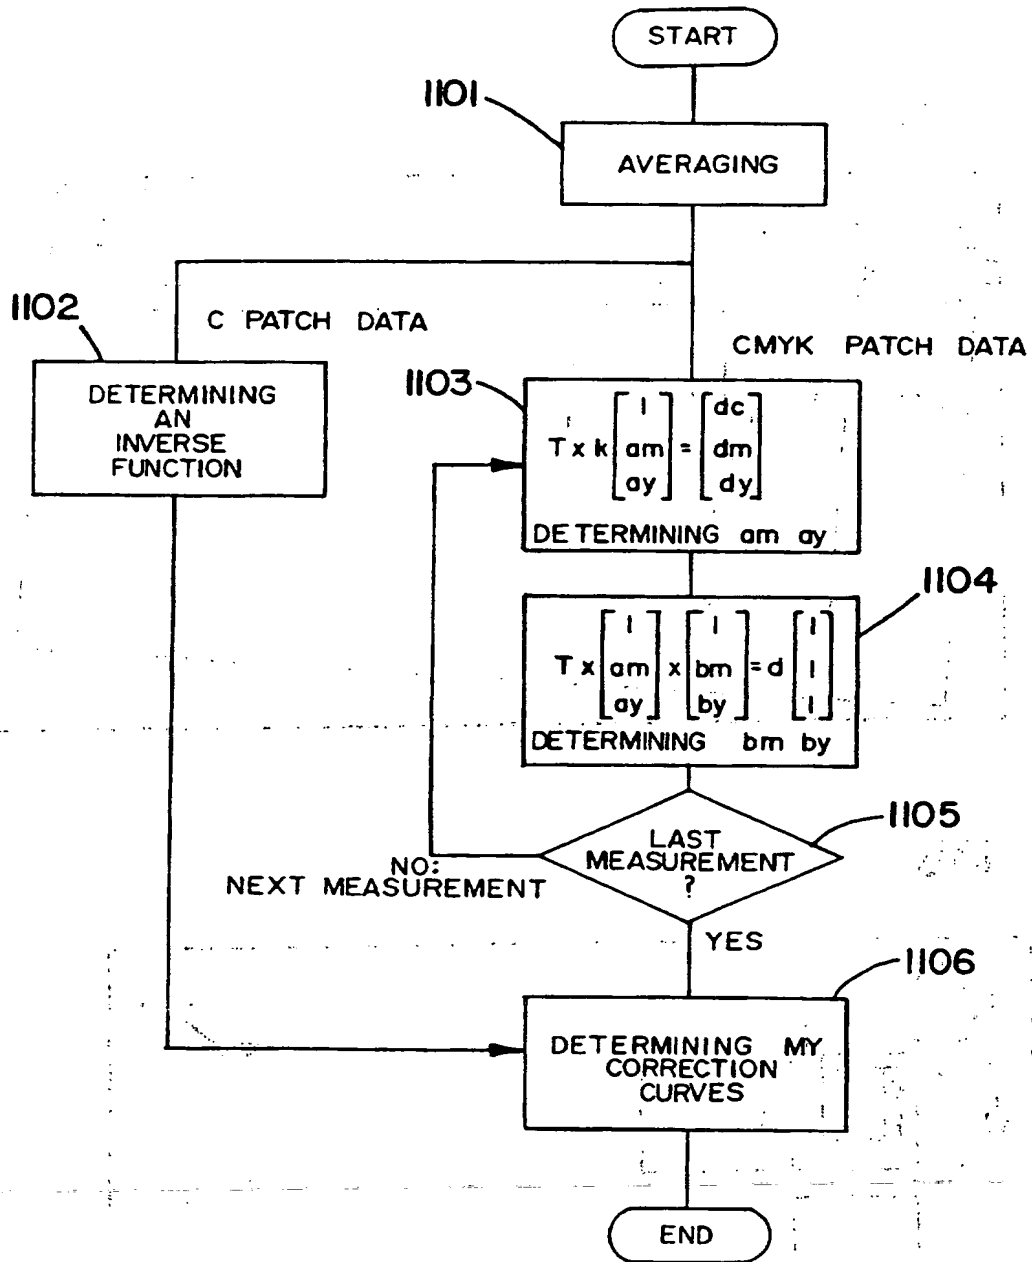 START
1101
AVERAGING
1102
C PATCH DATA
CMYK PATCH DATA
DETERMINING
AN
INVERSE
FUNCTION
1103
T x k [1 am ay] = [dc dm dy]
DETERMINING am ay
1104
T x [1 am ay] x [1 bm by] = d [1 1 1]
DETERMINING bm by
1105
LAST
MEASUREMENT
?
NO:
NEXT MEASUREMENT
YES
1106
DETERMINING MY
CORRECTION
CURVES
END